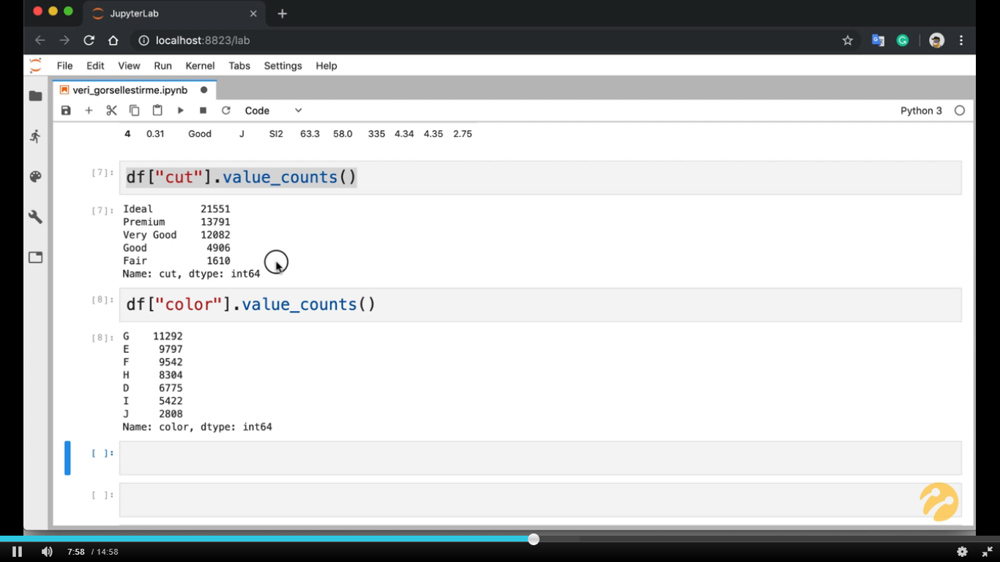 JupyterLab
localhost:8823/lab
File Edit View Run Kernel Tabs Settings Help
veri_gorsellestirme.ipynb
Code
Python 3
4 0.31 Good J SI2 63.3 58.0 335 4.34 4.35 2.75
[7]: df["cut"].value_counts()
[7]: Ideal 21551
Premium 13791
Very Good 12082
Good 4906
Fair 1610
Name: cut, dtype: int64
[8]: df["color"].value_counts()
[8]: G 11292
E 9797
F 9542
H 8304
D 6775
I 5422
J 2808
Name: color, dtype: int64
[ ]:
[ ]:
7:58 / 14:58